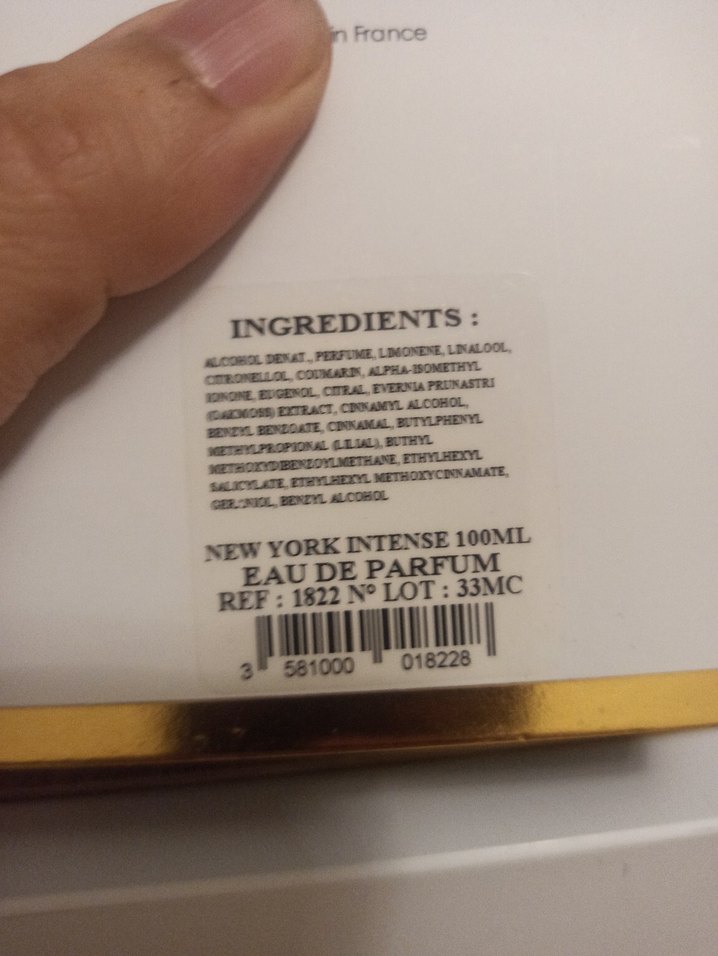 in France
INGREDIENTS :
ALCOHOL DENAT., PERFUME, LIMONENE, LINALOOL,
CITRONELLOL, COUMARIN, ALPHA-ISOMETHYL
IONONE, EUGENOL, CITRAL, EVERNIA PRUNASTRI
(OAKMOSS) EXTRACT, CINNAMYL ALCOHOL,
BENZYL BENZOATE, CINNAMAL, BUTYLPHENYL
METHYLPROPIONAL (LILIAL), BUTHYL
METHOXYDIBENZOYLMETHANE, ETHYLHEXYL
SALICYLATE, ETHYLHEXYL METHOXYCINNAMATE,
GERANIOL, BENZYL ALCOHOL
NEW YORK INTENSE 100ML
EAU DE PARFUM
REF : 1822 N° LOT : 33MC
3 581000 018228